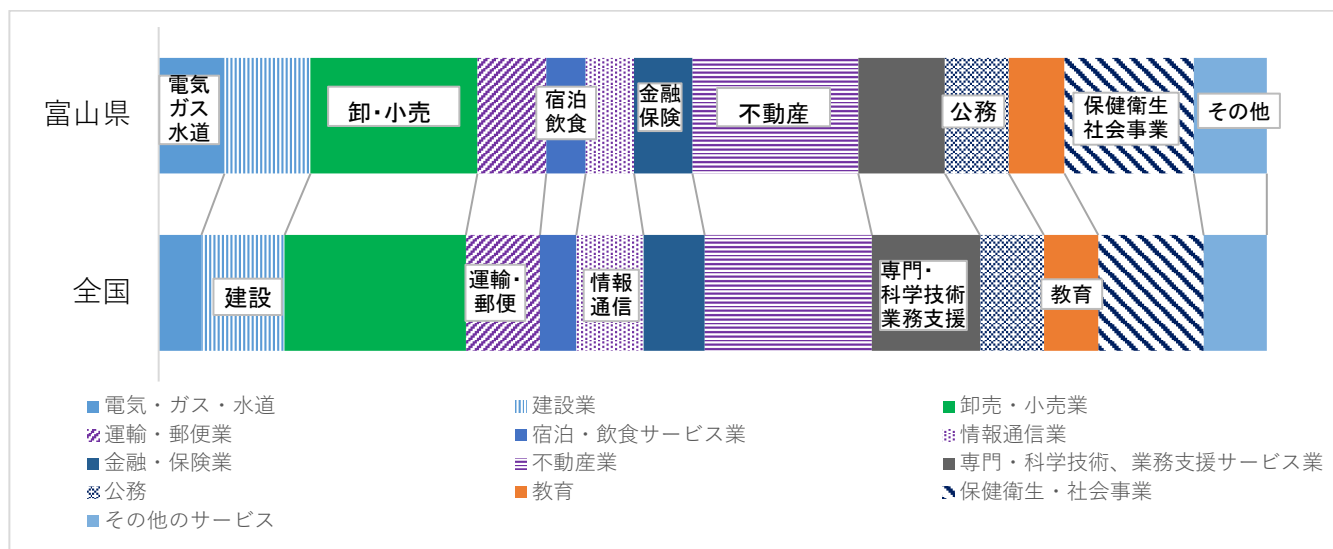 富山県
電気
ガス
水道
卸・小売
宿泊
飲食
金融
保険
不動産
公務
保健衛生
社会事業
その他
全国
建設
運輸・
郵便
情報
通信
専門・
科学技術
業務支援
教育
電気・ガス・水道
建設業
卸売・小売業
運輸・郵便業
宿泊・飲食サービス業
情報通信業
金融・保険業
不動産業
専門・科学技術、業務支援サービス業
公務
教育
保健衛生・社会事業
その他のサービス